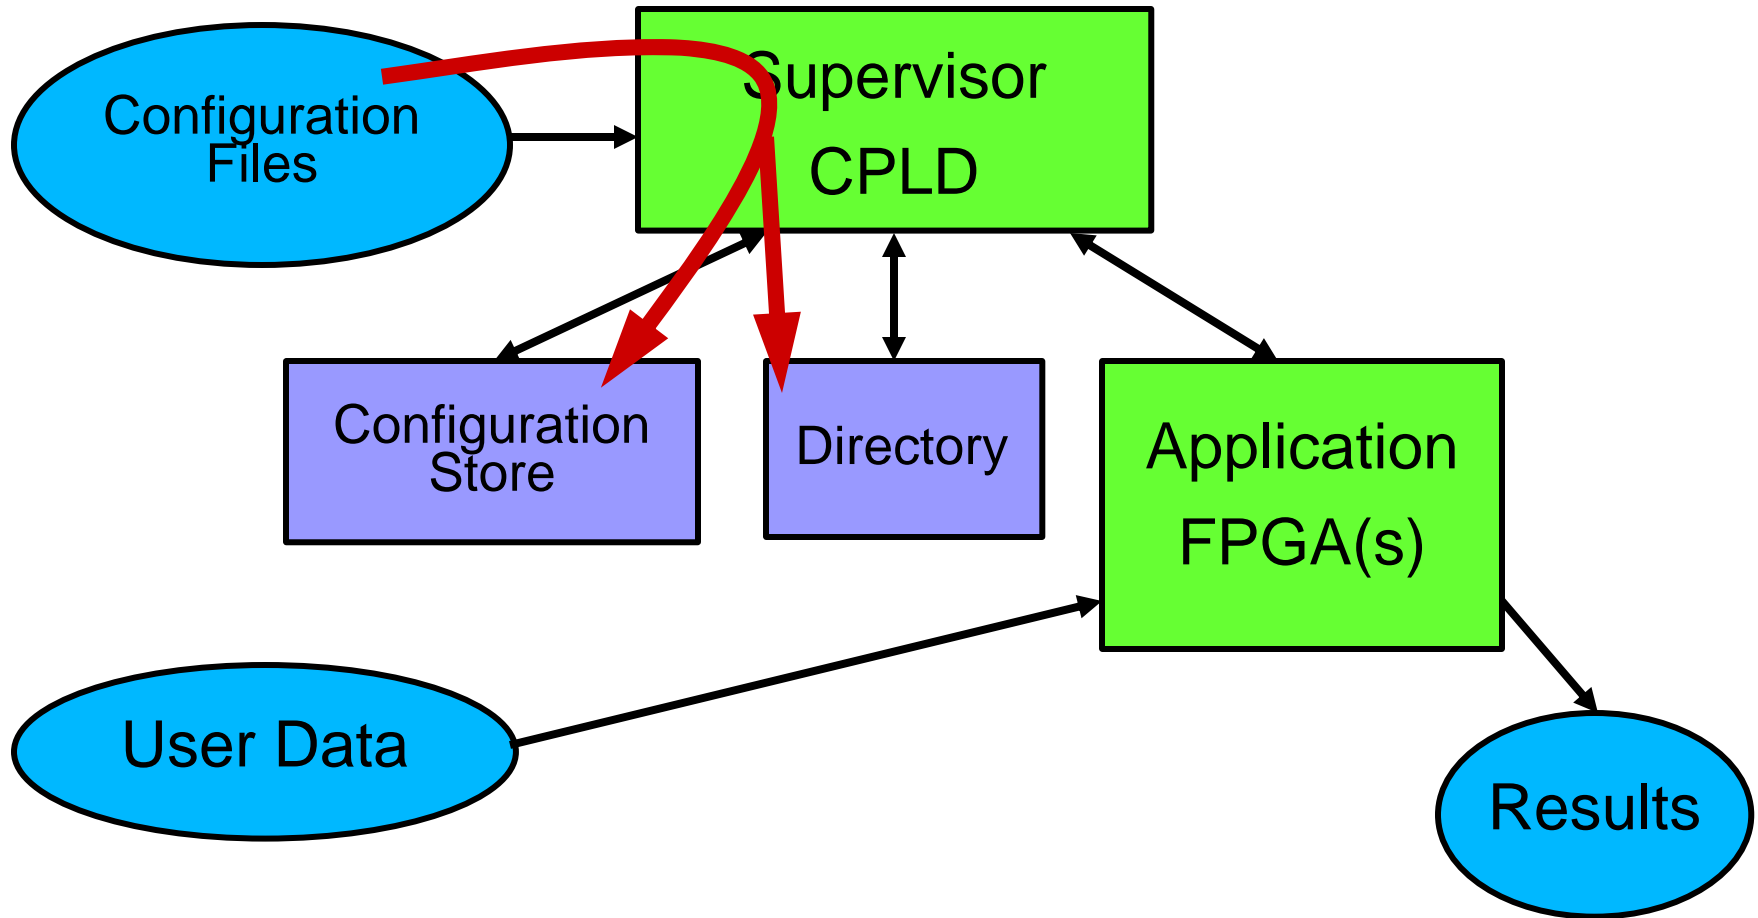 Configuration
Files
Supervisor
CPLD
Configuration
Store
Directory
Application
FPGA(s)
User Data
Results